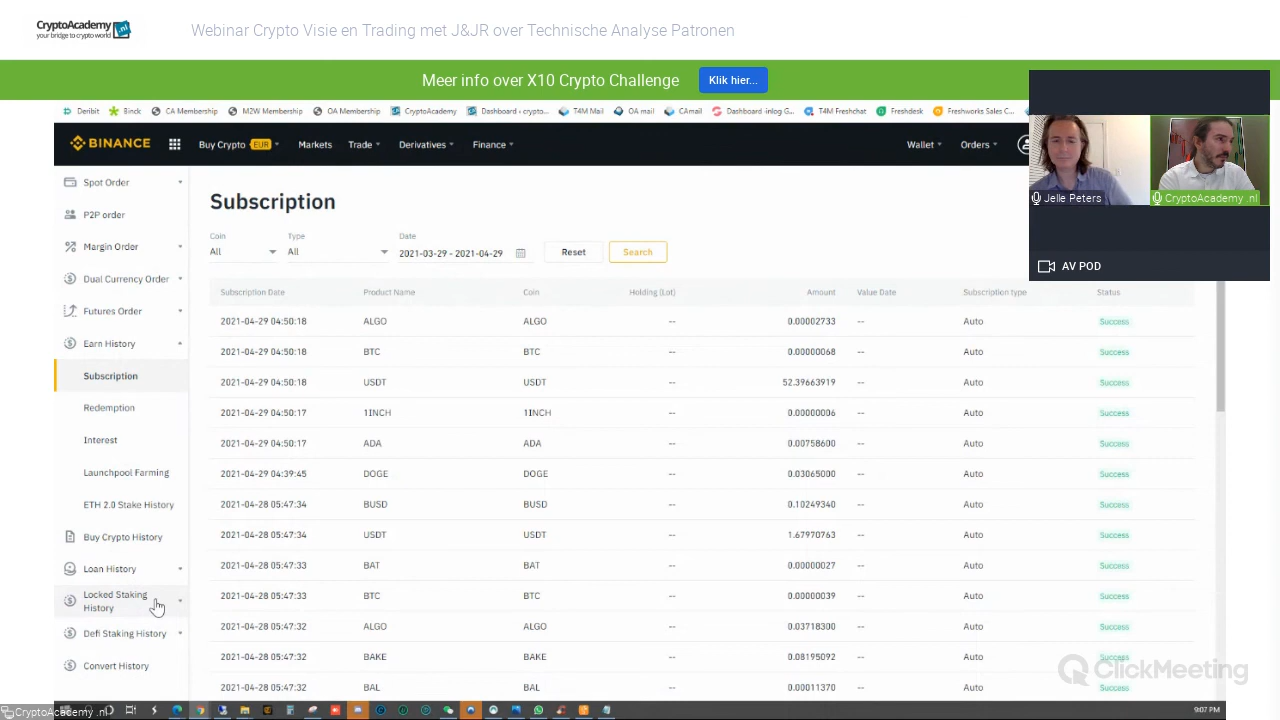 CryptoAcademy.nl
your bridge to crypto world
Webinar Crypto Visie en Trading met J&JR over Technische Analyse Patronen
Meer info over X10 Crypto Challenge Klik hier...
Deribit Binck CA Membership M2W Membership OA Membership CryptoAcademy Dashboard ‹ crypto... T4M Mail OA mail CAmail Dashboard -inlog G... T4M Freshchat Freshdesk Freshworks Sales C...
BINANCE Buy Crypto EUR Markets Trade Derivatives Finance Wallet Orders
Jelle Peters CryptoAcademy .nl
AV POD
Spot Order
P2P order
Margin Order
Dual Currency Order
Futures Order
Earn History
Subscription
Redemption
Interest
Launchpool Farming
ETH 2.0 Stake History
Buy Crypto History
Loan History
Locked Staking
History
Defi Staking History
Convert History
Subscription
Coin Type Date
All All 2021-03-29 - 2021-04-29 Reset Search
Subscription Date Product Name Coin Holding (Lot) Amount Value Date Subscription type Status
2021-04-29 04:50:18 ALGO ALGO -- 0.00002733 -- Auto Success
2021-04-29 04:50:18 BTC BTC -- 0.00000068 -- Auto Success
2021-04-29 04:50:18 USDT USDT -- 52.39663919 -- Auto Success
2021-04-29 04:50:17 1INCH 1INCH -- 0.00000006 -- Auto Success
2021-04-29 04:50:17 ADA ADA -- 0.00758600 -- Auto Success
2021-04-29 04:39:45 DOGE DOGE -- 0.03065000 -- Auto Success
2021-04-28 05:47:34 BUSD BUSD -- 0.10249340 -- Auto Success
2021-04-28 05:47:34 USDT USDT -- 1.67970763 -- Auto Success
2021-04-28 05:47:33 BAT BAT -- 0.00000027 -- Auto Success
2021-04-28 05:47:33 BTC BTC -- 0.00000039 -- Auto Success
2021-04-28 05:47:32 ALGO ALGO -- 0.03718300 -- Auto Success
2021-04-28 05:47:32 BAKE BAKE -- 0.08195092 -- Auto Success
2021-04-28 05:47:32 BAL BAL -- 0.00011370 -- Auto Success
ClickMeeting
CryptoAcademy .nl
9:07 PM